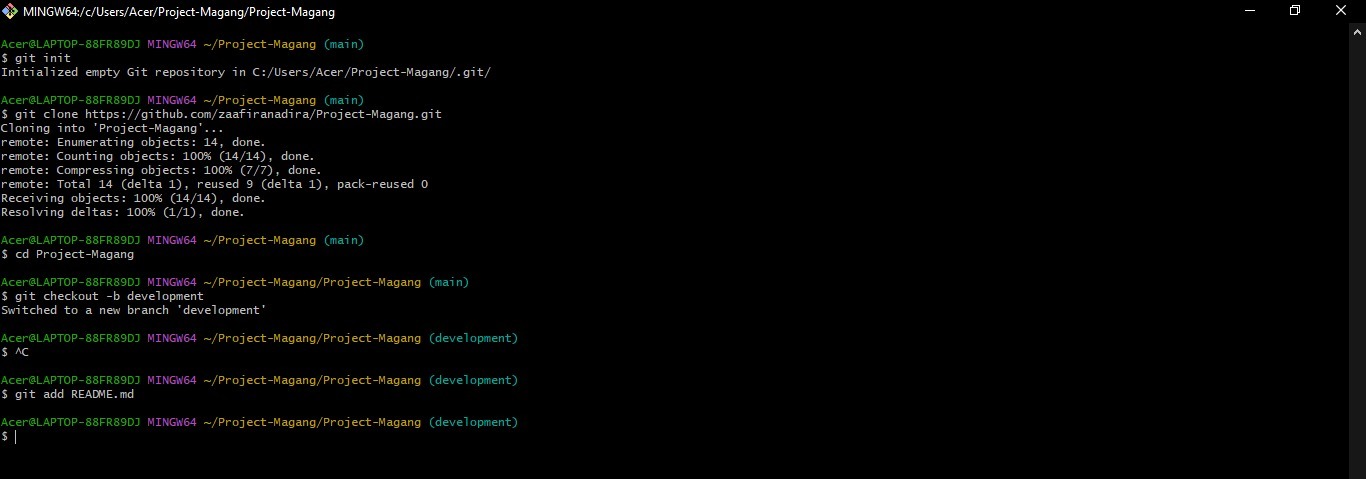 MINGW64:/c/Users/Acer/Project-Magang/Project-Magang
Acer@LAPTOP-88FR89DJ MINGW64 ~/Project-Magang (main)
$ git init
Initialized empty Git repository in C:/Users/Acer/Project-Magang/.git/
Acer@LAPTOP-88FR89DJ MINGW64 ~/Project-Magang (main)
$ git clone https://github.com/zaafiranadira/Project-Magang.git
Cloning into 'Project-Magang'...
remote: Enumerating objects: 14, done.
remote: Counting objects: 100% (14/14), done.
remote: Compressing objects: 100% (7/7), done.
remote: Total 14 (delta 1), reused 9 (delta 1), pack-reused 0
Receiving objects: 100% (14/14), done.
Resolving deltas: 100% (1/1), done.
Acer@LAPTOP-88FR89DJ MINGW64 ~/Project-Magang (main)
$ cd Project-Magang
Acer@LAPTOP-88FR89DJ MINGW64 ~/Project-Magang/Project-Magang (main)
$ git checkout -b development
Switched to a new branch 'development'
Acer@LAPTOP-88FR89DJ MINGW64 ~/Project-Magang/Project-Magang (development)
$ ^C
Acer@LAPTOP-88FR89DJ MINGW64 ~/Project-Magang/Project-Magang (development)
$ git add README.md
Acer@LAPTOP-88FR89DJ MINGW64 ~/Project-Magang/Project-Magang (development)
$